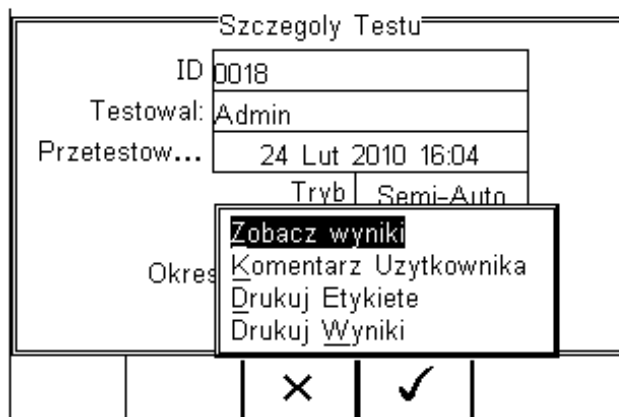 Szczegoly Testu
ID 0018
Testowal: Admin
Przetestow... 24 Lut 2010 16:04
Tryb Semi-Auto
Zobacz wyniki
Okres
Komentarz Uzytkownika
Drukuj Etykiete
Drukuj Wyniki